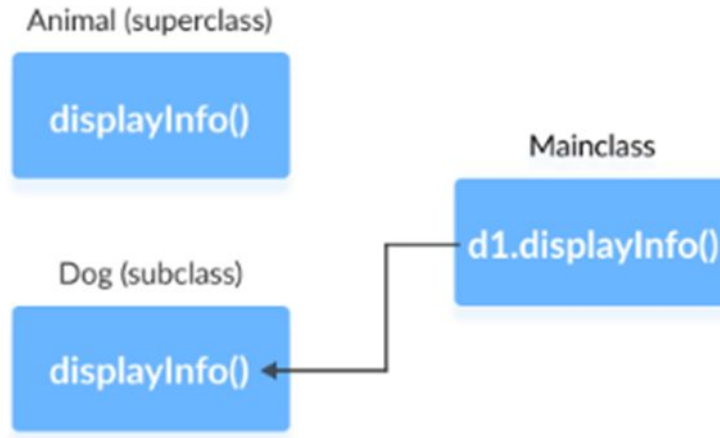 Animal (superclass)
displayInfo()
Mainclass
d1.displayInfo()
Dog (subclass)
displayInfo()